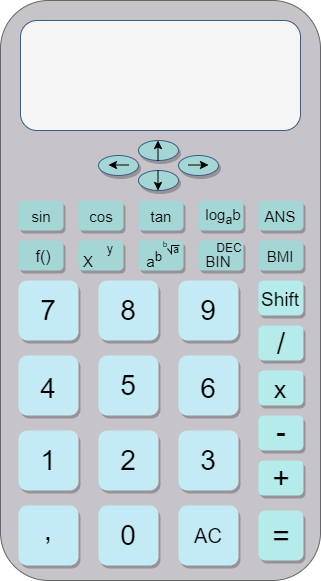 sin cos tan logab ANS
f() X y ab b√a BIN DEC BMI
7 8 9 Shift
/
4 5 6 x
-
1 2 3
+
, 0 AC =